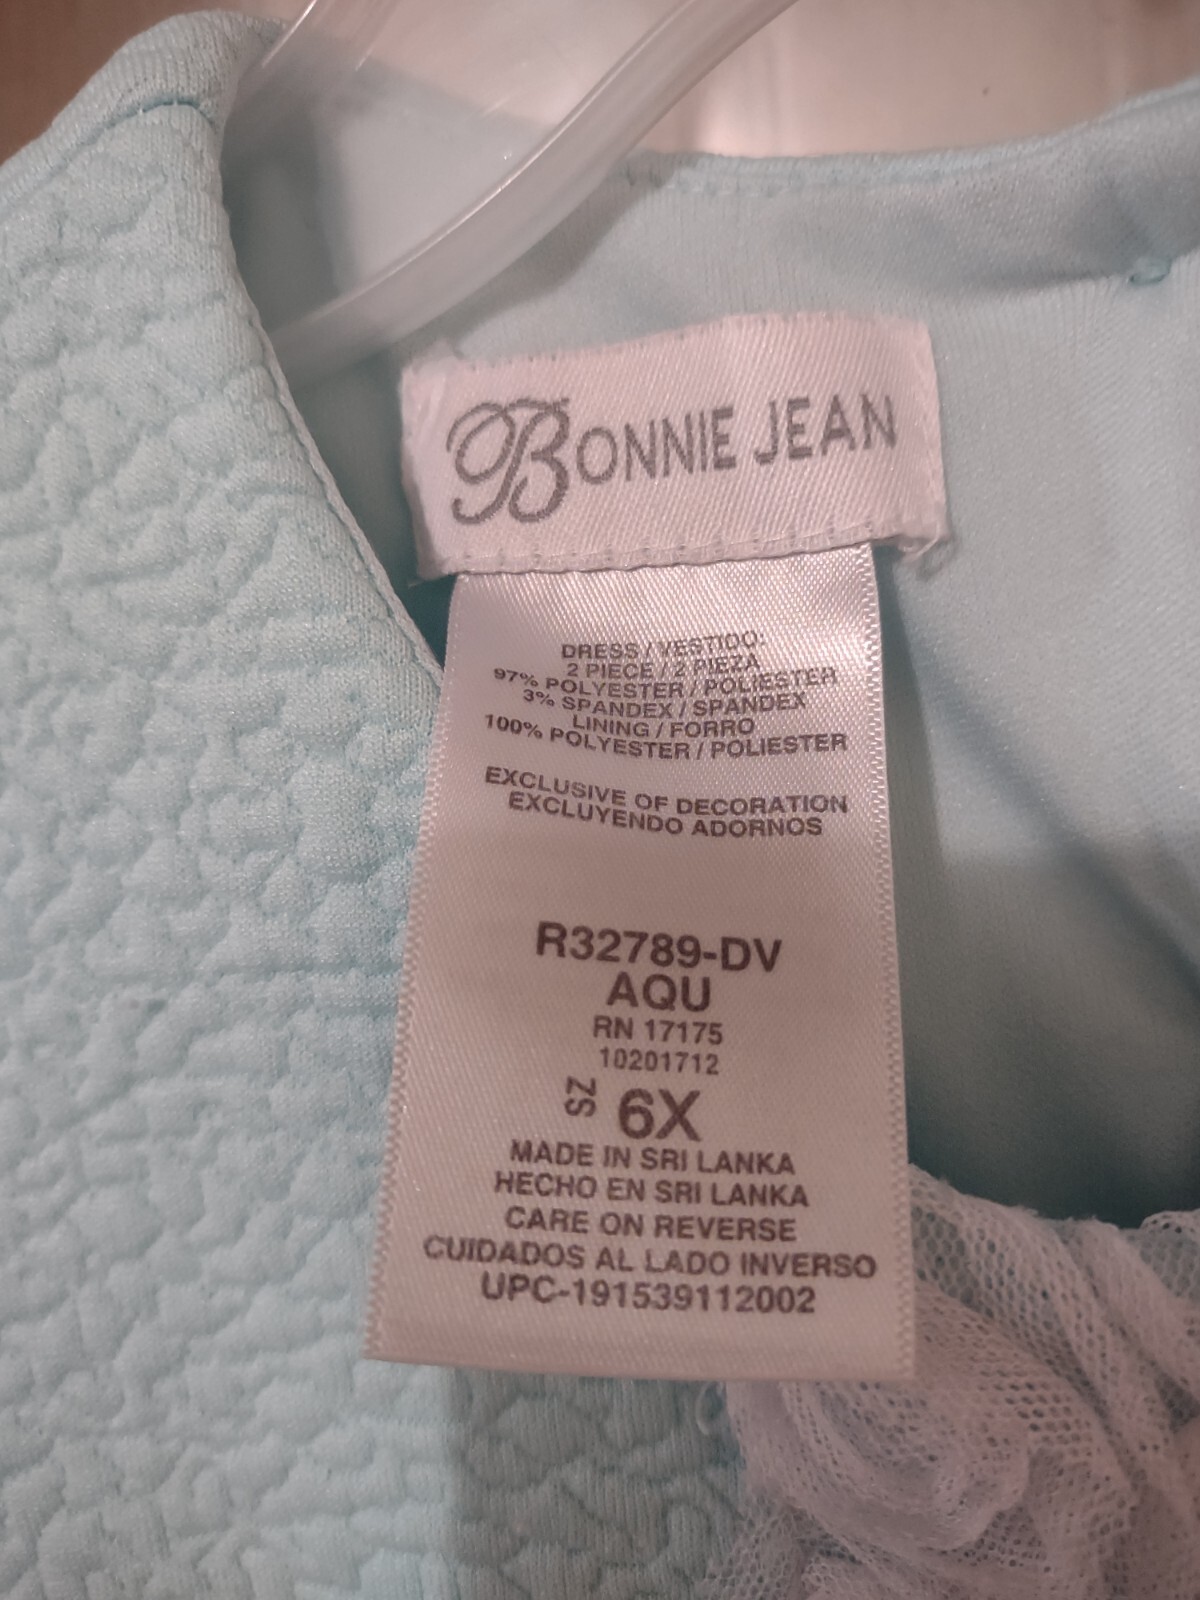 BONNIE JEAN
DRESS / VESTIDO:
2 PIECE / 2 PIEZA
97% POLYESTER / POLIESTER
3% SPANDEX / SPANDEX
LINING / FORRO
100% POLYESTER / POLIESTER
EXCLUSIVE OF DECORATION
EXCLUYENDO ADORNOS
R32789-DV
AQU
RN 17175
10201712
SZ 6X
MADE IN SRI LANKA
HECHO EN SRI LANKA
CARE ON REVERSE
CUIDADOS AL LADO INVERSO
UPC-191539112002